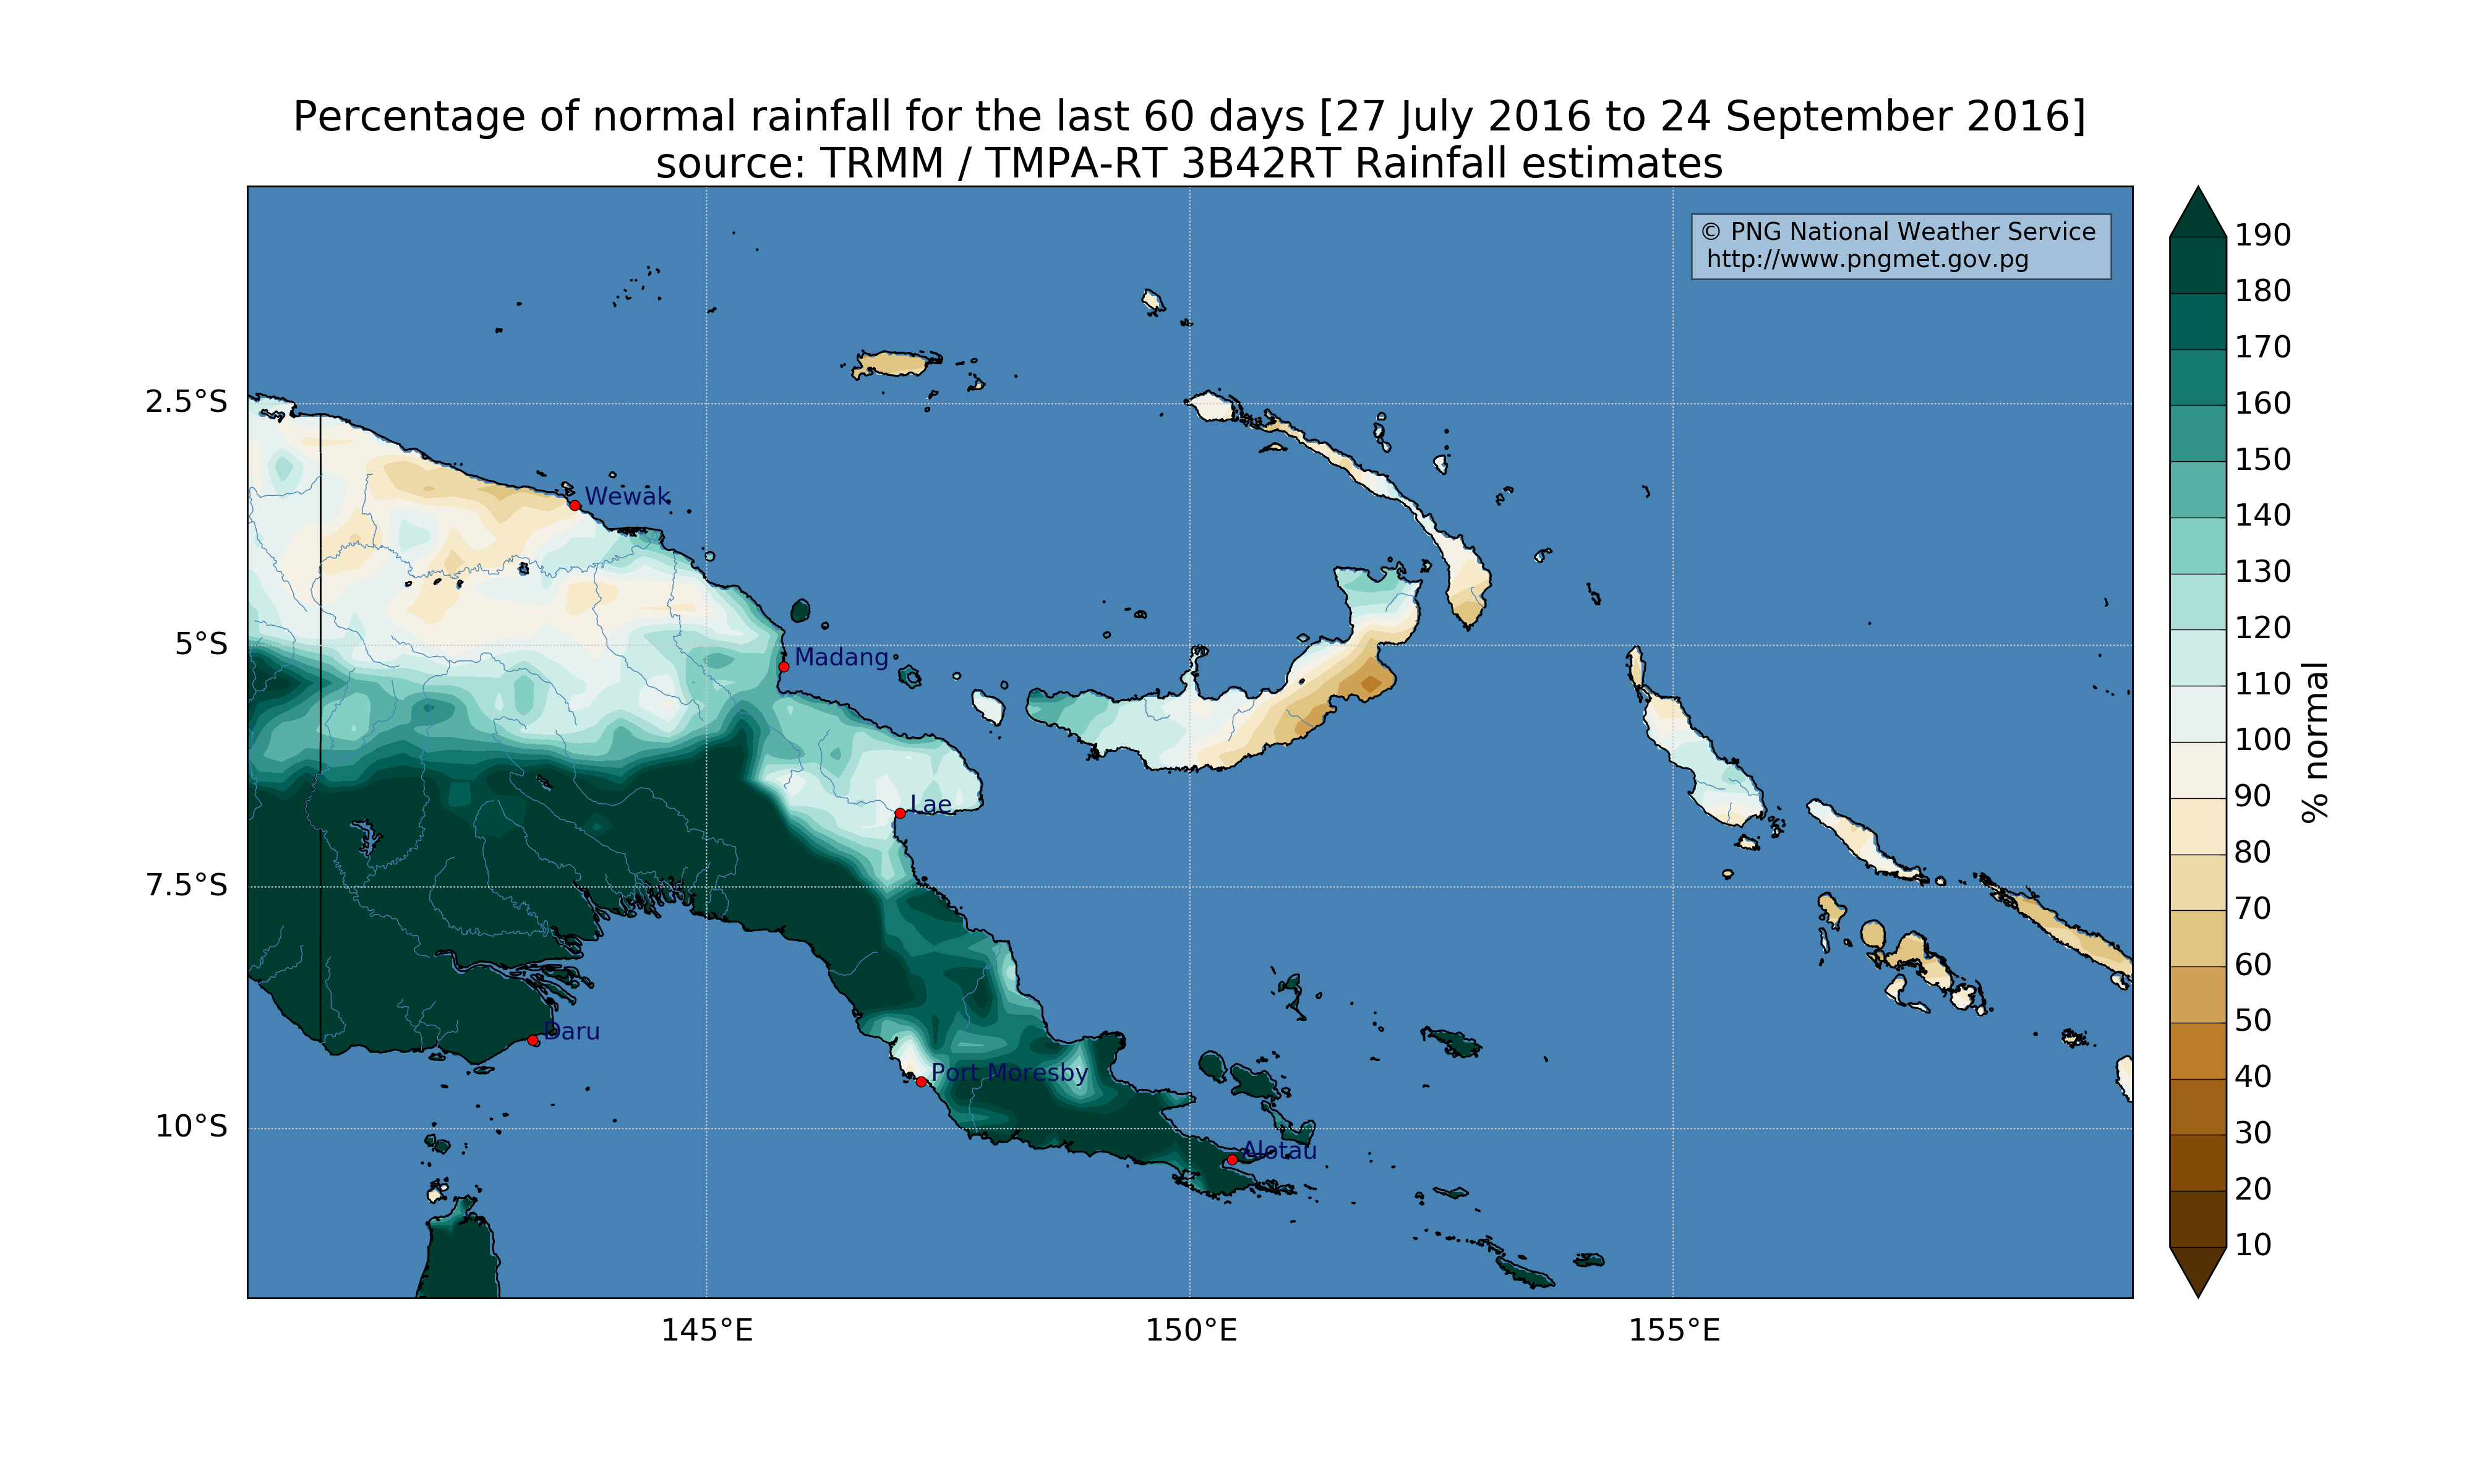 Percentage of normal rainfall for the last 60 days [27 July 2016 to 24 September 2016]
source: TRMM / TMPA-RT 3B42RT Rainfall estimates
© PNG National Weather Service
http://www.pngmet.gov.pg
2.5°S
5°S
7.5°S
10°S
Wewak
Madang
Lae
Daru
Port Moresby
Alotau
145°E
150°E
155°E
190
180
170
160
150
140
130
120
110
100
90
80
70
60
50
40
30
20
10
% normal